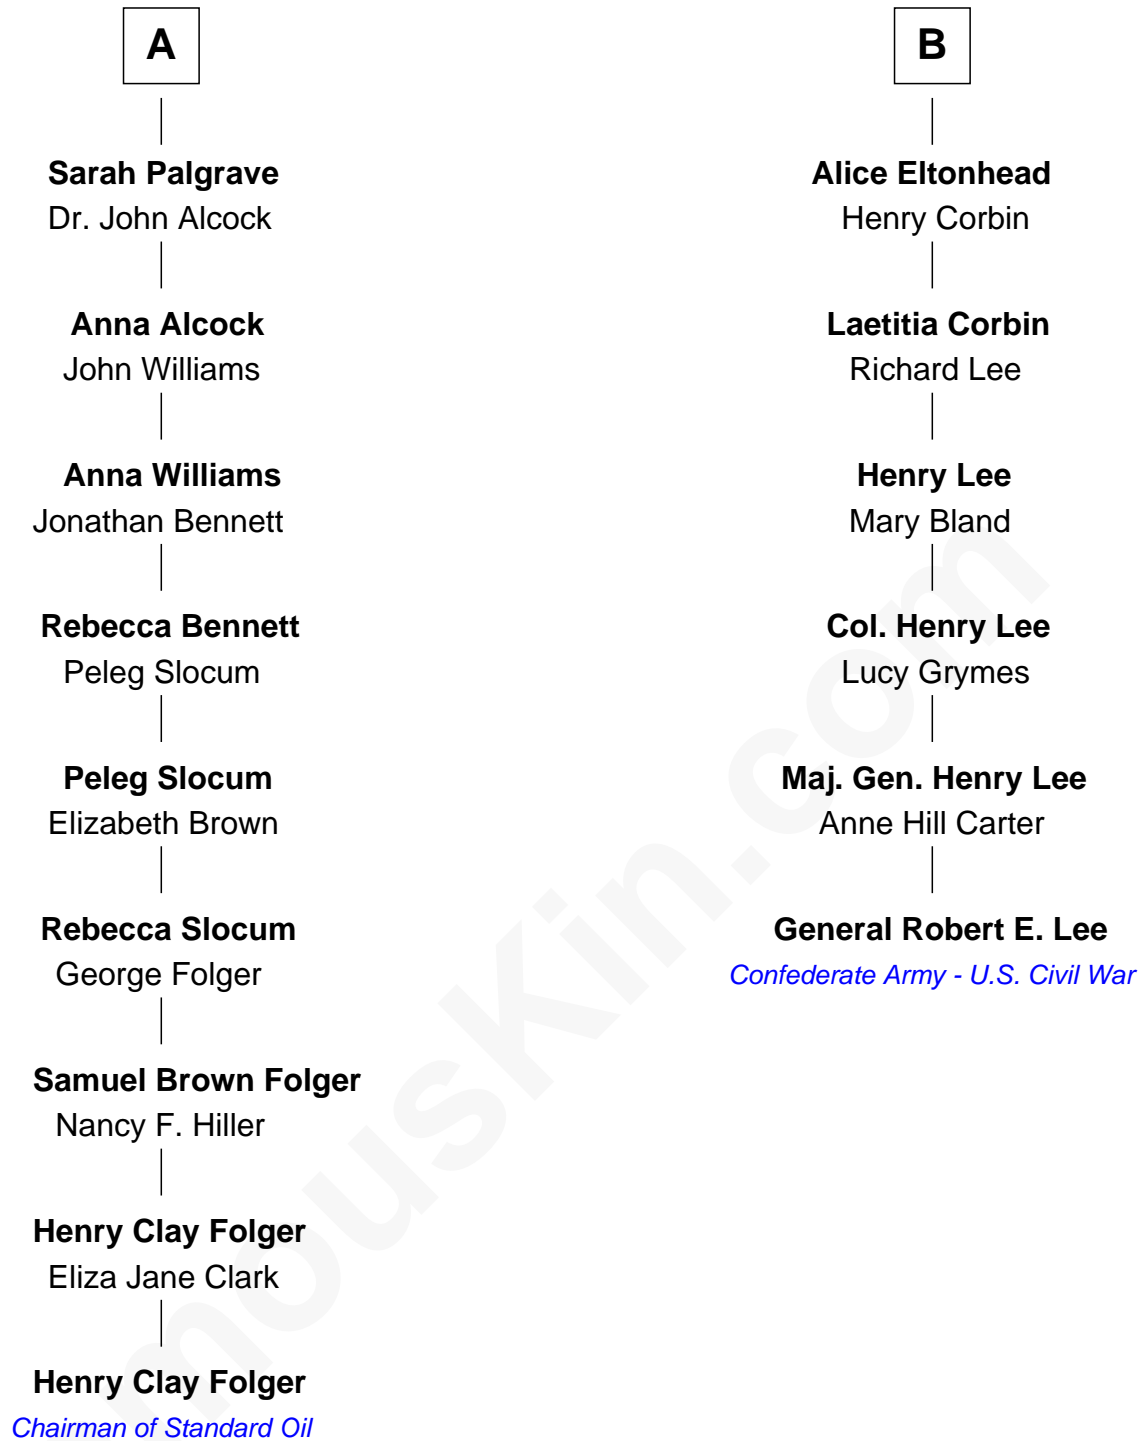 A
Sarah Palgrave
Dr. John Alcock
Anna Alcock
John Williams
Anna Williams
Jonathan Bennett
Rebecca Bennett
Peleg Slocum
Peleg Slocum
Elizabeth Brown
Rebecca Slocum
George Folger
Samuel Brown Folger
Nancy F. Hiller
Henry Clay Folger
Eliza Jane Clark
Henry Clay Folger
Chairman of Standard Oil
B
Alice Eltonhead
Henry Corbin
Laetitia Corbin
Richard Lee
Henry Lee
Mary Bland
Col. Henry Lee
Lucy Grymes
Maj. Gen. Henry Lee
Anne Hill Carter
General Robert E. Lee
Confederate Army - U.S. Civil War
mousKin.com